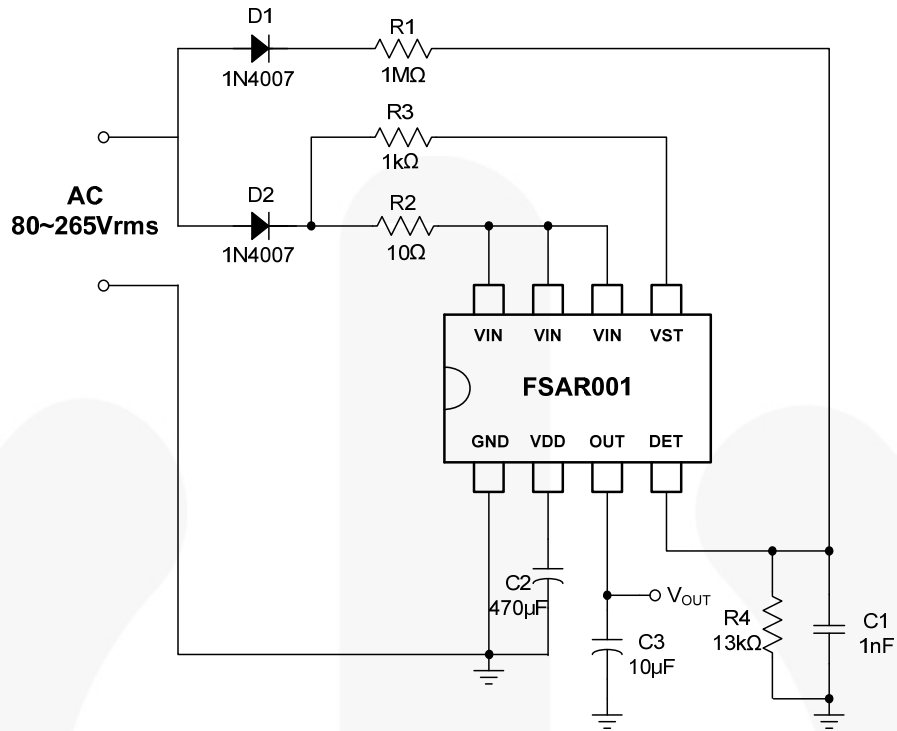 D1
1N4007
R1
1MΩ
R3
1kΩ
AC
80~265Vrms
D2
1N4007
R2
10Ω
VIN VIN VIN VST
FSAR001
GND VDD OUT DET
C2
470µF
VOUT
C3
10µF
R4
13kΩ
C1
1nF